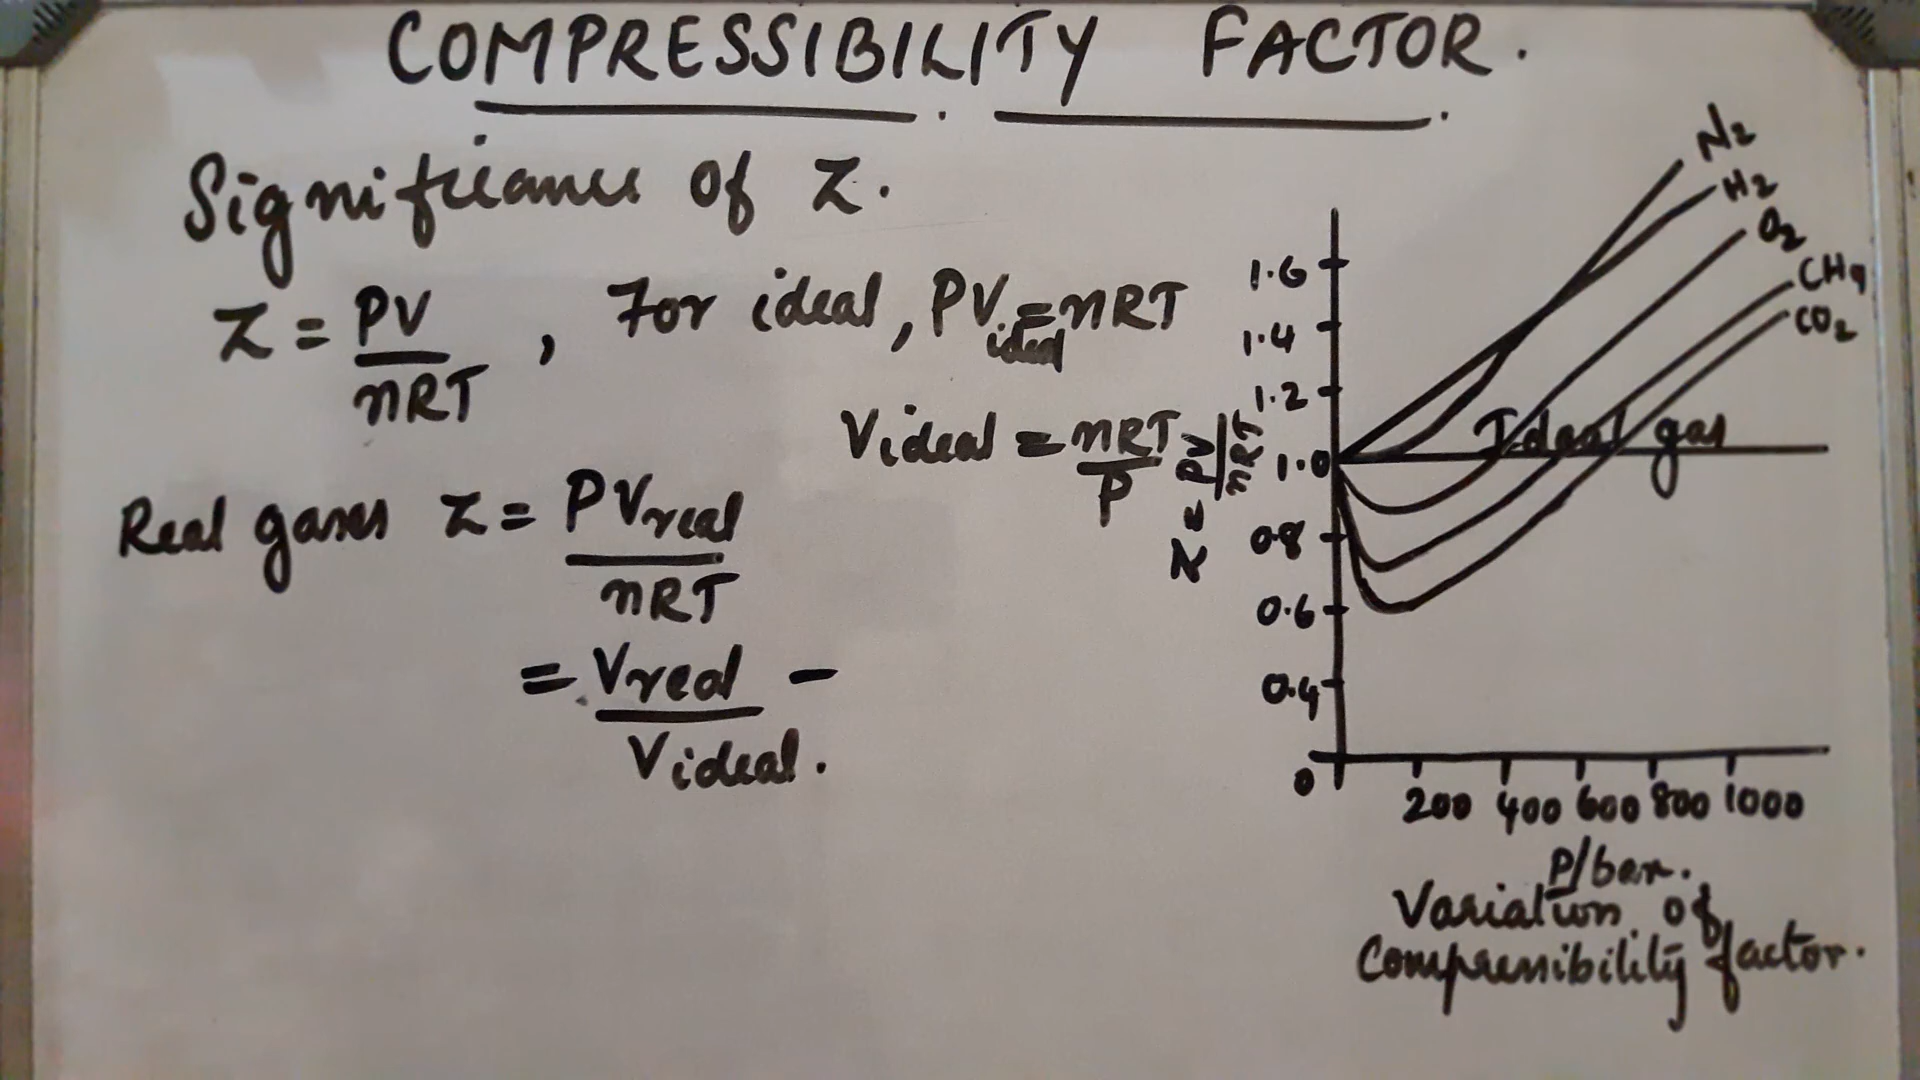 COMPRESSIBILITY FACTOR.
Significance of Z.
Z = PV/nRT , For ideal, PVideal = nRT
Videal = nRT/P
Real gases Z = PVreal/nRT
= Vreal/Videal. -
N2
H2
O2
CH4
CO2
1.6
1.4
1.2
1.0
0.8
0.6
0.4
0
Z = PV/nRT
Ideal gas
200 400 600 800 1000
P/bar.
Variation of
Compressibility factor.